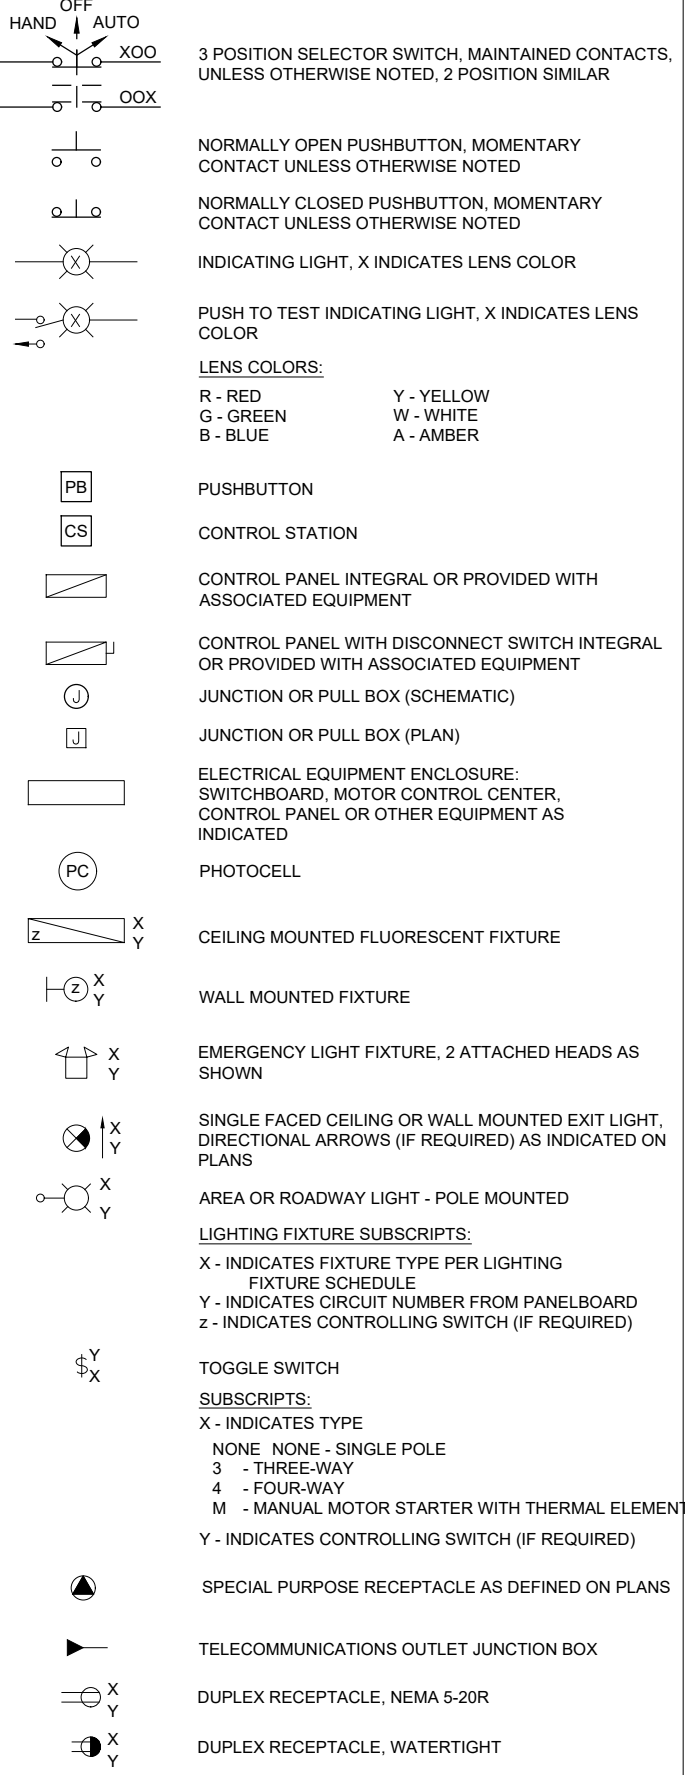 OFF
HAND AUTO
XOO
3 POSITION SELECTOR SWITCH, MAINTAINED CONTACTS,
UNLESS OTHERWISE NOTED, 2 POSITION SIMILAR
OOX
NORMALLY OPEN PUSHBUTTON, MOMENTARY
CONTACT UNLESS OTHERWISE NOTED
NORMALLY CLOSED PUSHBUTTON, MOMENTARY
CONTACT UNLESS OTHERWISE NOTED
X
INDICATING LIGHT, X INDICATES LENS COLOR
X
PUSH TO TEST INDICATING LIGHT, X INDICATES LENS
COLOR
LENS COLORS:
R - RED Y - YELLOW
G - GREEN W - WHITE
B - BLUE A - AMBER
PB PUSHBUTTON
CS CONTROL STATION
CONTROL PANEL INTEGRAL OR PROVIDED WITH
ASSOCIATED EQUIPMENT
CONTROL PANEL WITH DISCONNECT SWITCH INTEGRAL
OR PROVIDED WITH ASSOCIATED EQUIPMENT
J JUNCTION OR PULL BOX (SCHEMATIC)
J JUNCTION OR PULL BOX (PLAN)
ELECTRICAL EQUIPMENT ENCLOSURE:
SWITCHBOARD, MOTOR CONTROL CENTER,
CONTROL PANEL OR OTHER EQUIPMENT AS
INDICATED
PC PHOTOCELL
X
z Y CEILING MOUNTED FLUORESCENT FIXTURE
z X
Y WALL MOUNTED FIXTURE
X EMERGENCY LIGHT FIXTURE, 2 ATTACHED HEADS AS
Y SHOWN
SINGLE FACED CEILING OR WALL MOUNTED EXIT LIGHT,
X
Y DIRECTIONAL ARROWS (IF REQUIRED) AS INDICATED ON
PLANS
X
Y AREA OR ROADWAY LIGHT - POLE MOUNTED
LIGHTING FIXTURE SUBSCRIPTS:
X - INDICATES FIXTURE TYPE PER LIGHTING
FIXTURE SCHEDULE
Y - INDICATES CIRCUIT NUMBER FROM PANELBOARD
z - INDICATES CONTROLLING SWITCH (IF REQUIRED)
$ Y
X TOGGLE SWITCH
SUBSCRIPTS:
X - INDICATES TYPE
NONE NONE - SINGLE POLE
3 - THREE-WAY
4 - FOUR-WAY
M - MANUAL MOTOR STARTER WITH THERMAL ELEMENT
Y - INDICATES CONTROLLING SWITCH (IF REQUIRED)
SPECIAL PURPOSE RECEPTACLE AS DEFINED ON PLANS
TELECOMMUNICATIONS OUTLET JUNCTION BOX
X
Y DUPLEX RECEPTACLE, NEMA 5-20R
X
Y DUPLEX RECEPTACLE, WATERTIGHT